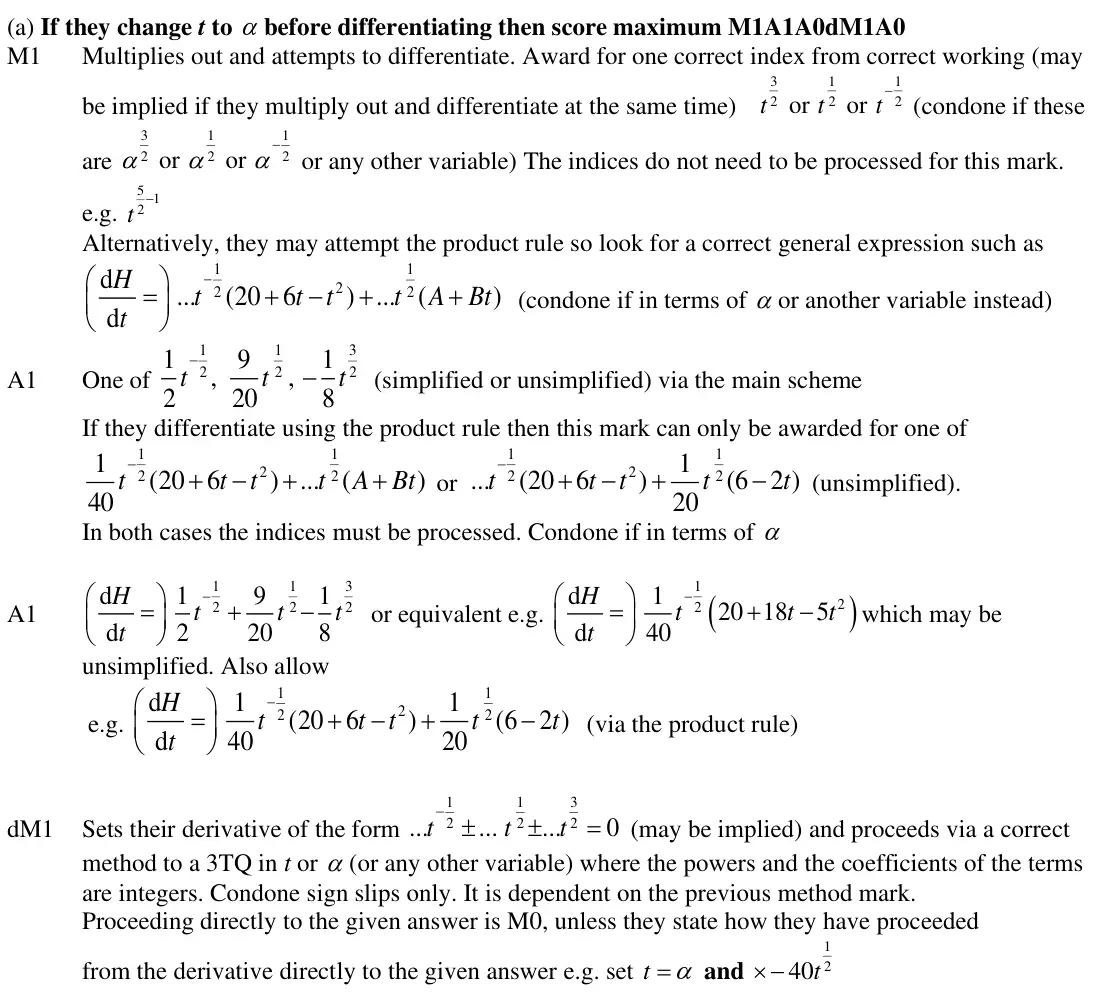 (a) If they change t to α before differentiating then score maximum M1A1A0dM1A0
M1 Multiplies out and attempts to differentiate. Award for one correct index from correct working (may
be implied if they multiply out and differentiate at the same time) t^{3/2} or t^{1/2} or t^{-1/2} (condone if these
are α^{3/2} or α^{1/2} or α^{-1/2} or any other variable) The indices do not need to be processed for this mark.
e.g. t^{5/2-1}
Alternatively, they may attempt the product rule so look for a correct general expression such as
(dH/dt =) ...t^{-1/2}(20+6t−t²)+...t^{1/2}(A+Bt) (condone if in terms of α or another variable instead)
A1 One of 1/2 t^{-1/2}, 9/20 t^{1/2}, −1/8 t^{3/2} (simplified or unsimplified) via the main scheme
If they differentiate using the product rule then this mark can only be awarded for one of
1/40 t^{-1/2}(20+6t−t²)+...t^{1/2}(A+Bt) or ...t^{-1/2}(20+6t−t²)+1/20 t^{1/2}(6−2t) (unsimplified).
In both cases the indices must be processed. Condone if in terms of α
A1 (dH/dt =) 1/2 t^{-1/2} + 9/20 t^{1/2} − 1/8 t^{3/2} or equivalent e.g. (dH/dt =) 1/40 t^{-1/2}(20+18t−5t²) which may be
unsimplified. Also allow
e.g. (dH/dt =) 1/40 t^{-1/2}(20+6t−t²)+1/20 t^{1/2}(6−2t) (via the product rule)
dM1 Sets their derivative of the form ...t^{-1/2} ± ... t^{1/2} ± ...t^{3/2} = 0 (may be implied) and proceeds via a correct
method to a 3TQ in t or α (or any other variable) where the powers and the coefficients of the terms
are integers. Condone sign slips only. It is dependent on the previous method mark.
Proceeding directly to the given answer is M0, unless they state how they have proceeded
from the derivative directly to the given answer e.g. set t = α and ×−40t^{1/2}